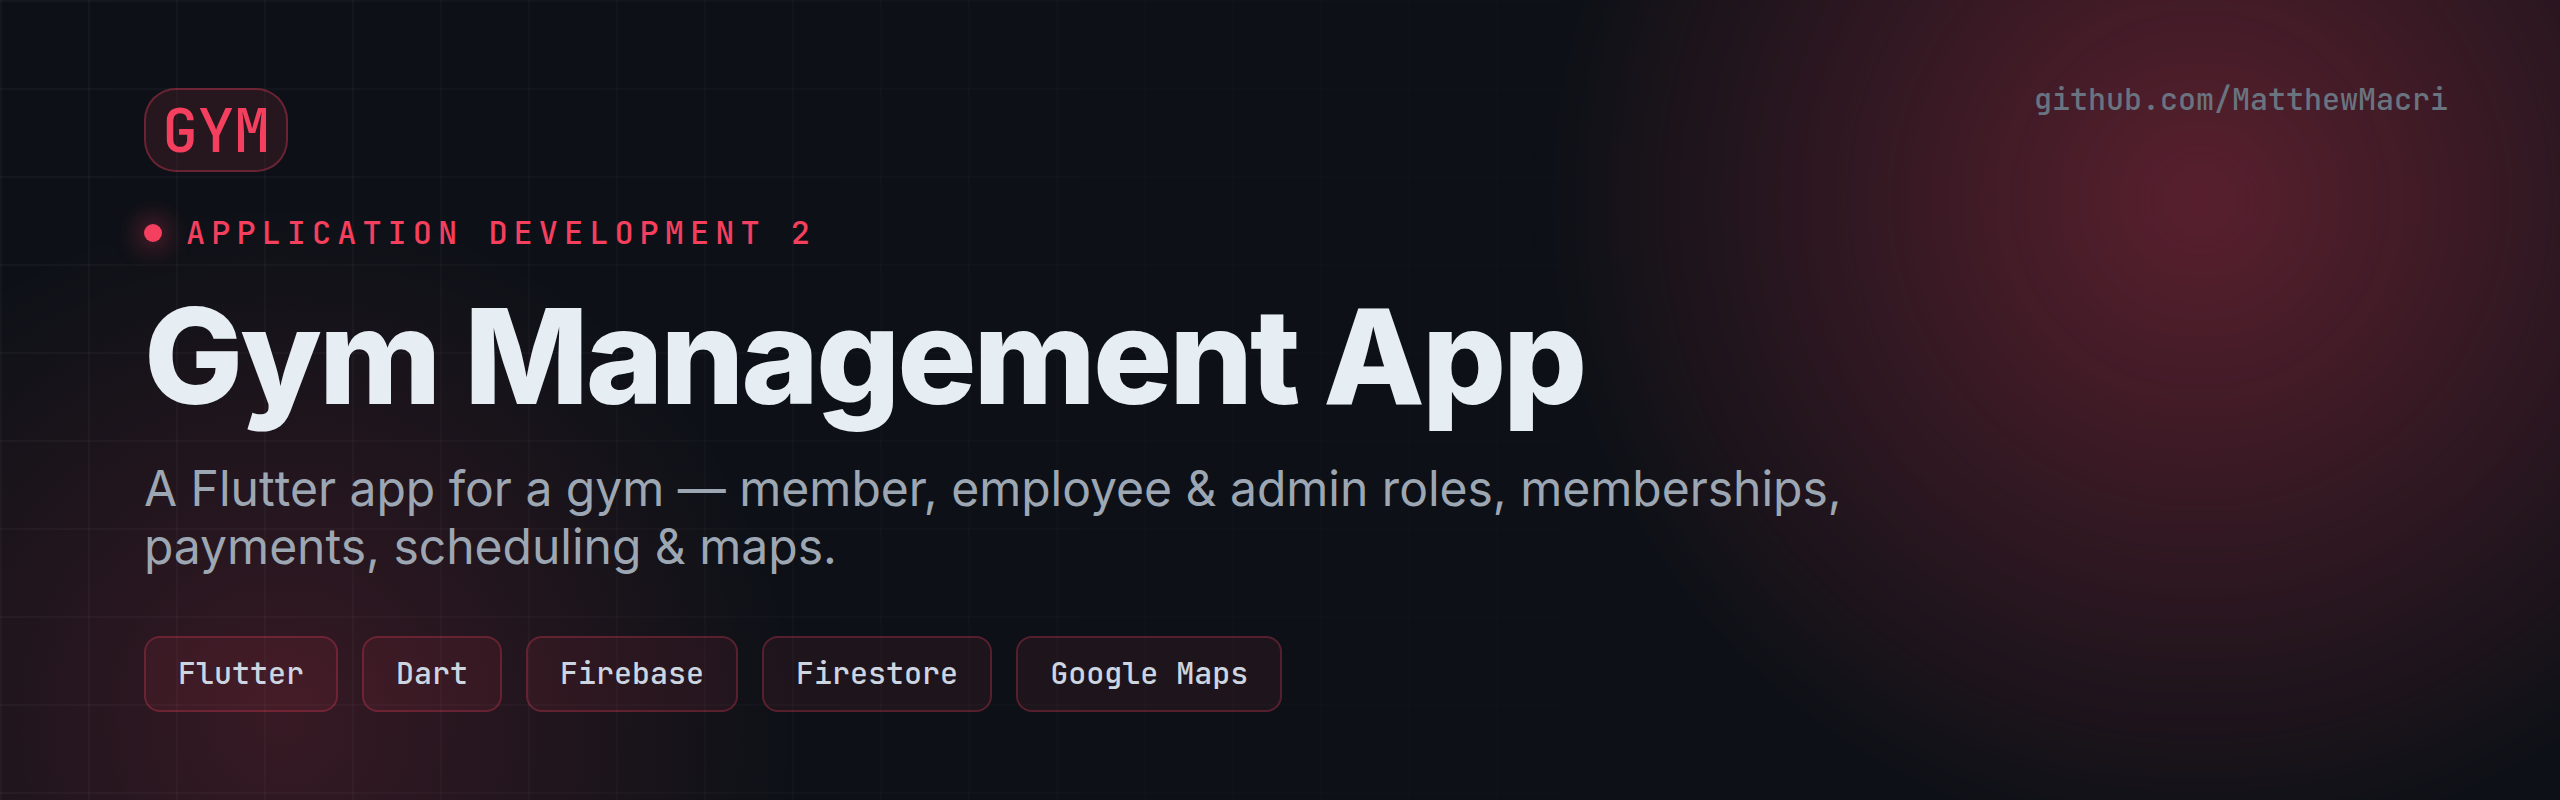 GYM
github.com/MatthewMacri
APPLICATION DEVELOPMENT 2
Gym Management App
A Flutter app for a gym — member, employee & admin roles, memberships,
payments, scheduling & maps.
Flutter
Dart
Firebase
Firestore
Google Maps